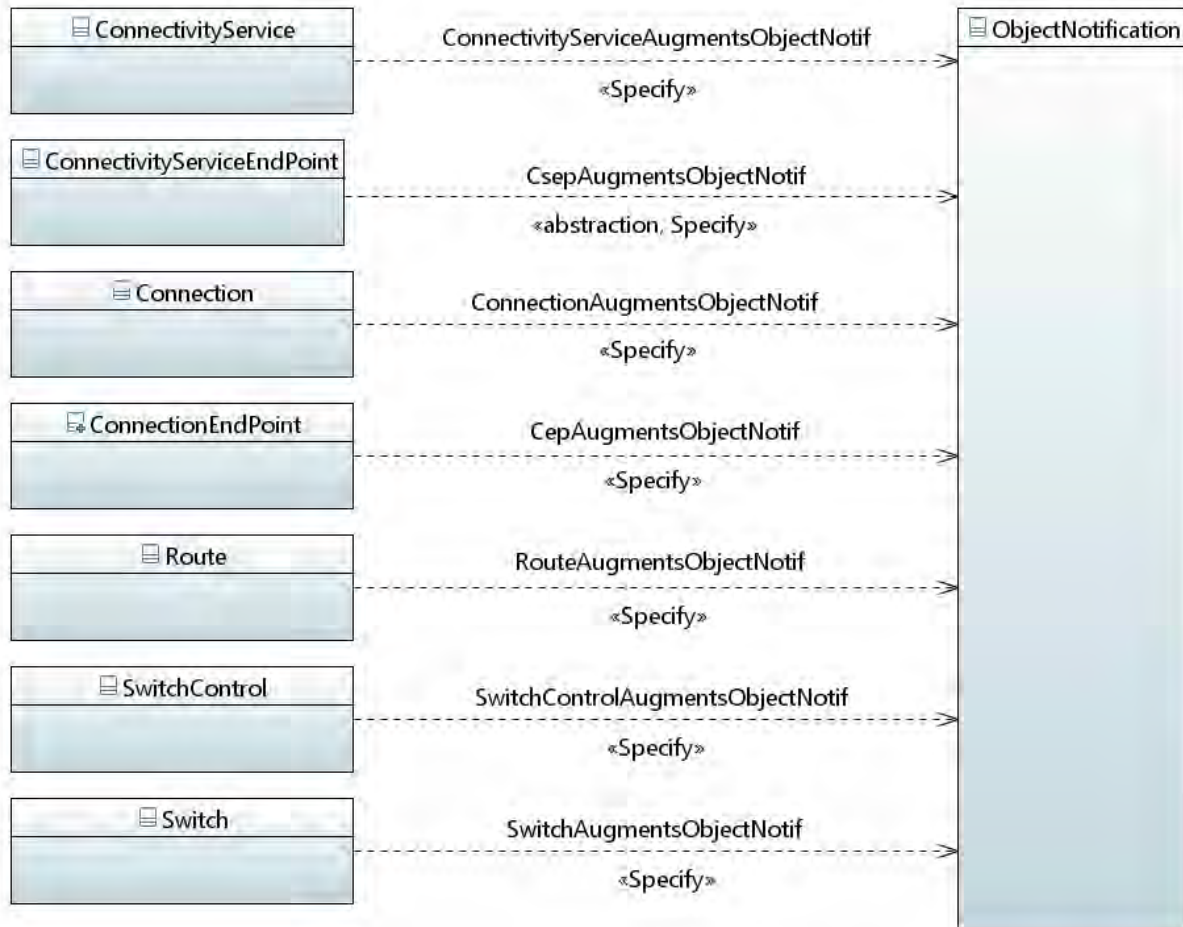 ConnectivityService
ConnectivityServiceAugmentsObjectNotif
ObjectNotification
«Specify»
ConnectivityServiceEndPoint
CsepAugmentsObjectNotif
«abstraction, Specify»
Connection
ConnectionAugmentsObjectNotif
«Specify»
ConnectionEndPoint
CepAugmentsObjectNotif
«Specify»
Route
RouteAugmentsObjectNotif
«Specify»
SwitchControl
SwitchControlAugmentsObjectNotif
«Specify»
Switch
SwitchAugmentsObjectNotif
«Specify»